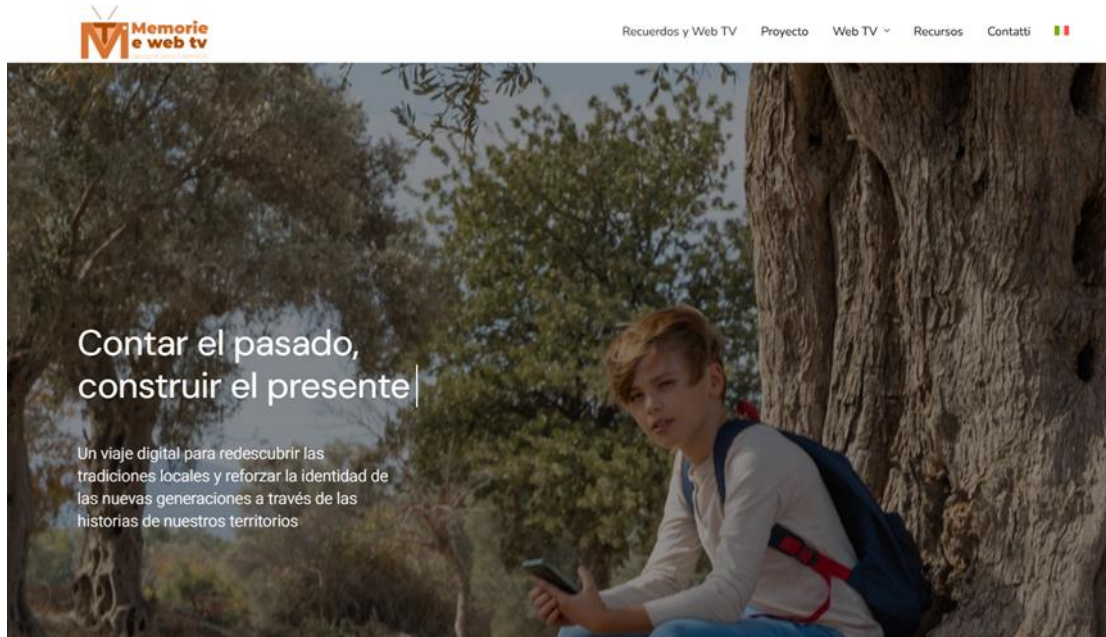 Memorie
e web tv
Recuerdos y Web TV
Proyecto
Web TV
Recursos
Contatti
Contar el pasado,
construir el presente
Un viaje digital para redescubrir las
tradiciones locales y reforzar la identidad de
las nuevas generaciones a través de las
historias de nuestros territorios